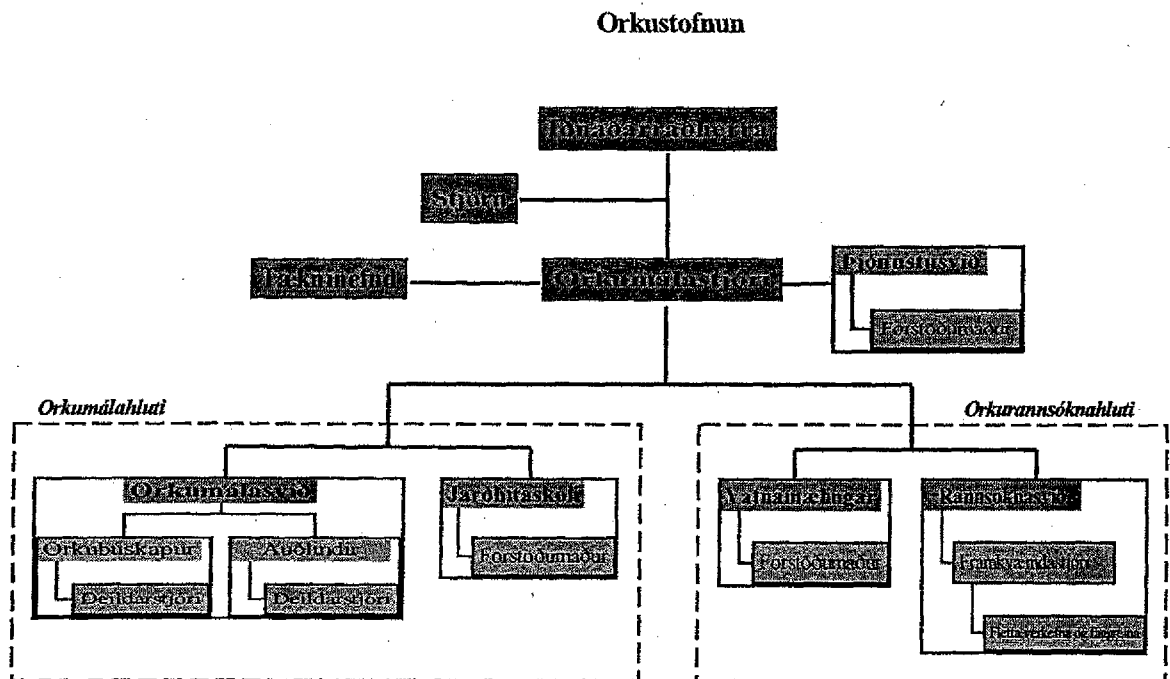 Orkustofnun
Iðnaðarráðherra
Stjórn
Tækninefnd
Orkumálastjóri
Þjónustusvið
Forstöðumaður
Orkumálahluti
Orkurannsóknahluti
Orkumálasvið
Jarðhitaskóli
Vatnamælingar
Rannsóknasvið
Orkubúskapur
Auðlindir
Forstöðumaður
Forstöðumaður
Framkvæmdastjóri
Deildarstjóri
Deildarstjóri